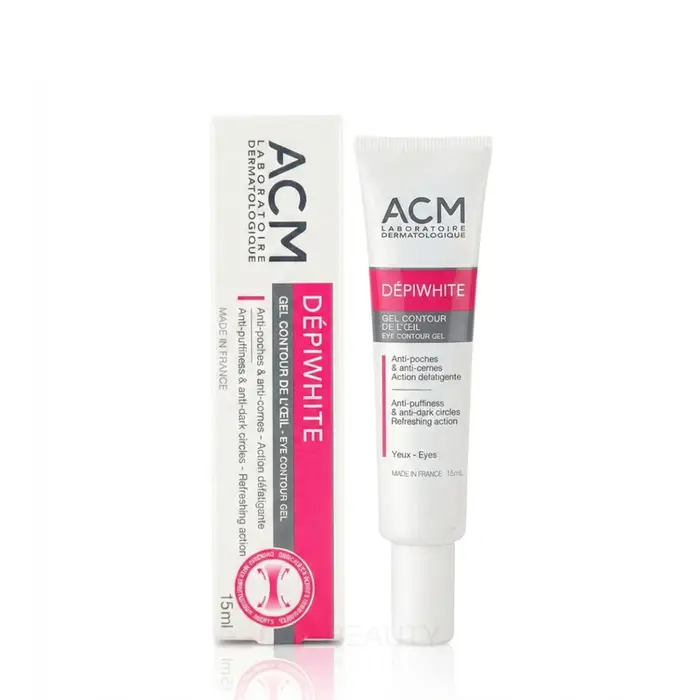 ACM
LABORATOIRE
DERMATOLOGIQUE
DÉPIWHITE
GEL CONTOUR DE L'ŒIL - EYE CONTOUR GEL
Anti-poches & anti-cernes - Action défatigante
Anti-puffiness & anti-dark circles - Refreshing action
MADE IN FRANCE
15ml
ACM
LABORATOIRE
DERMATOLOGIQUE
DÉPIWHITE
GEL CONTOUR
DE L'ŒIL
EYE CONTOUR GEL
Anti-poches
& anti-cernes
Action défatigante
Anti-puffiness
& anti-dark circles
Refreshing action
Yeux - Eyes
MADE IN FRANCE 15mL
BEAUTY